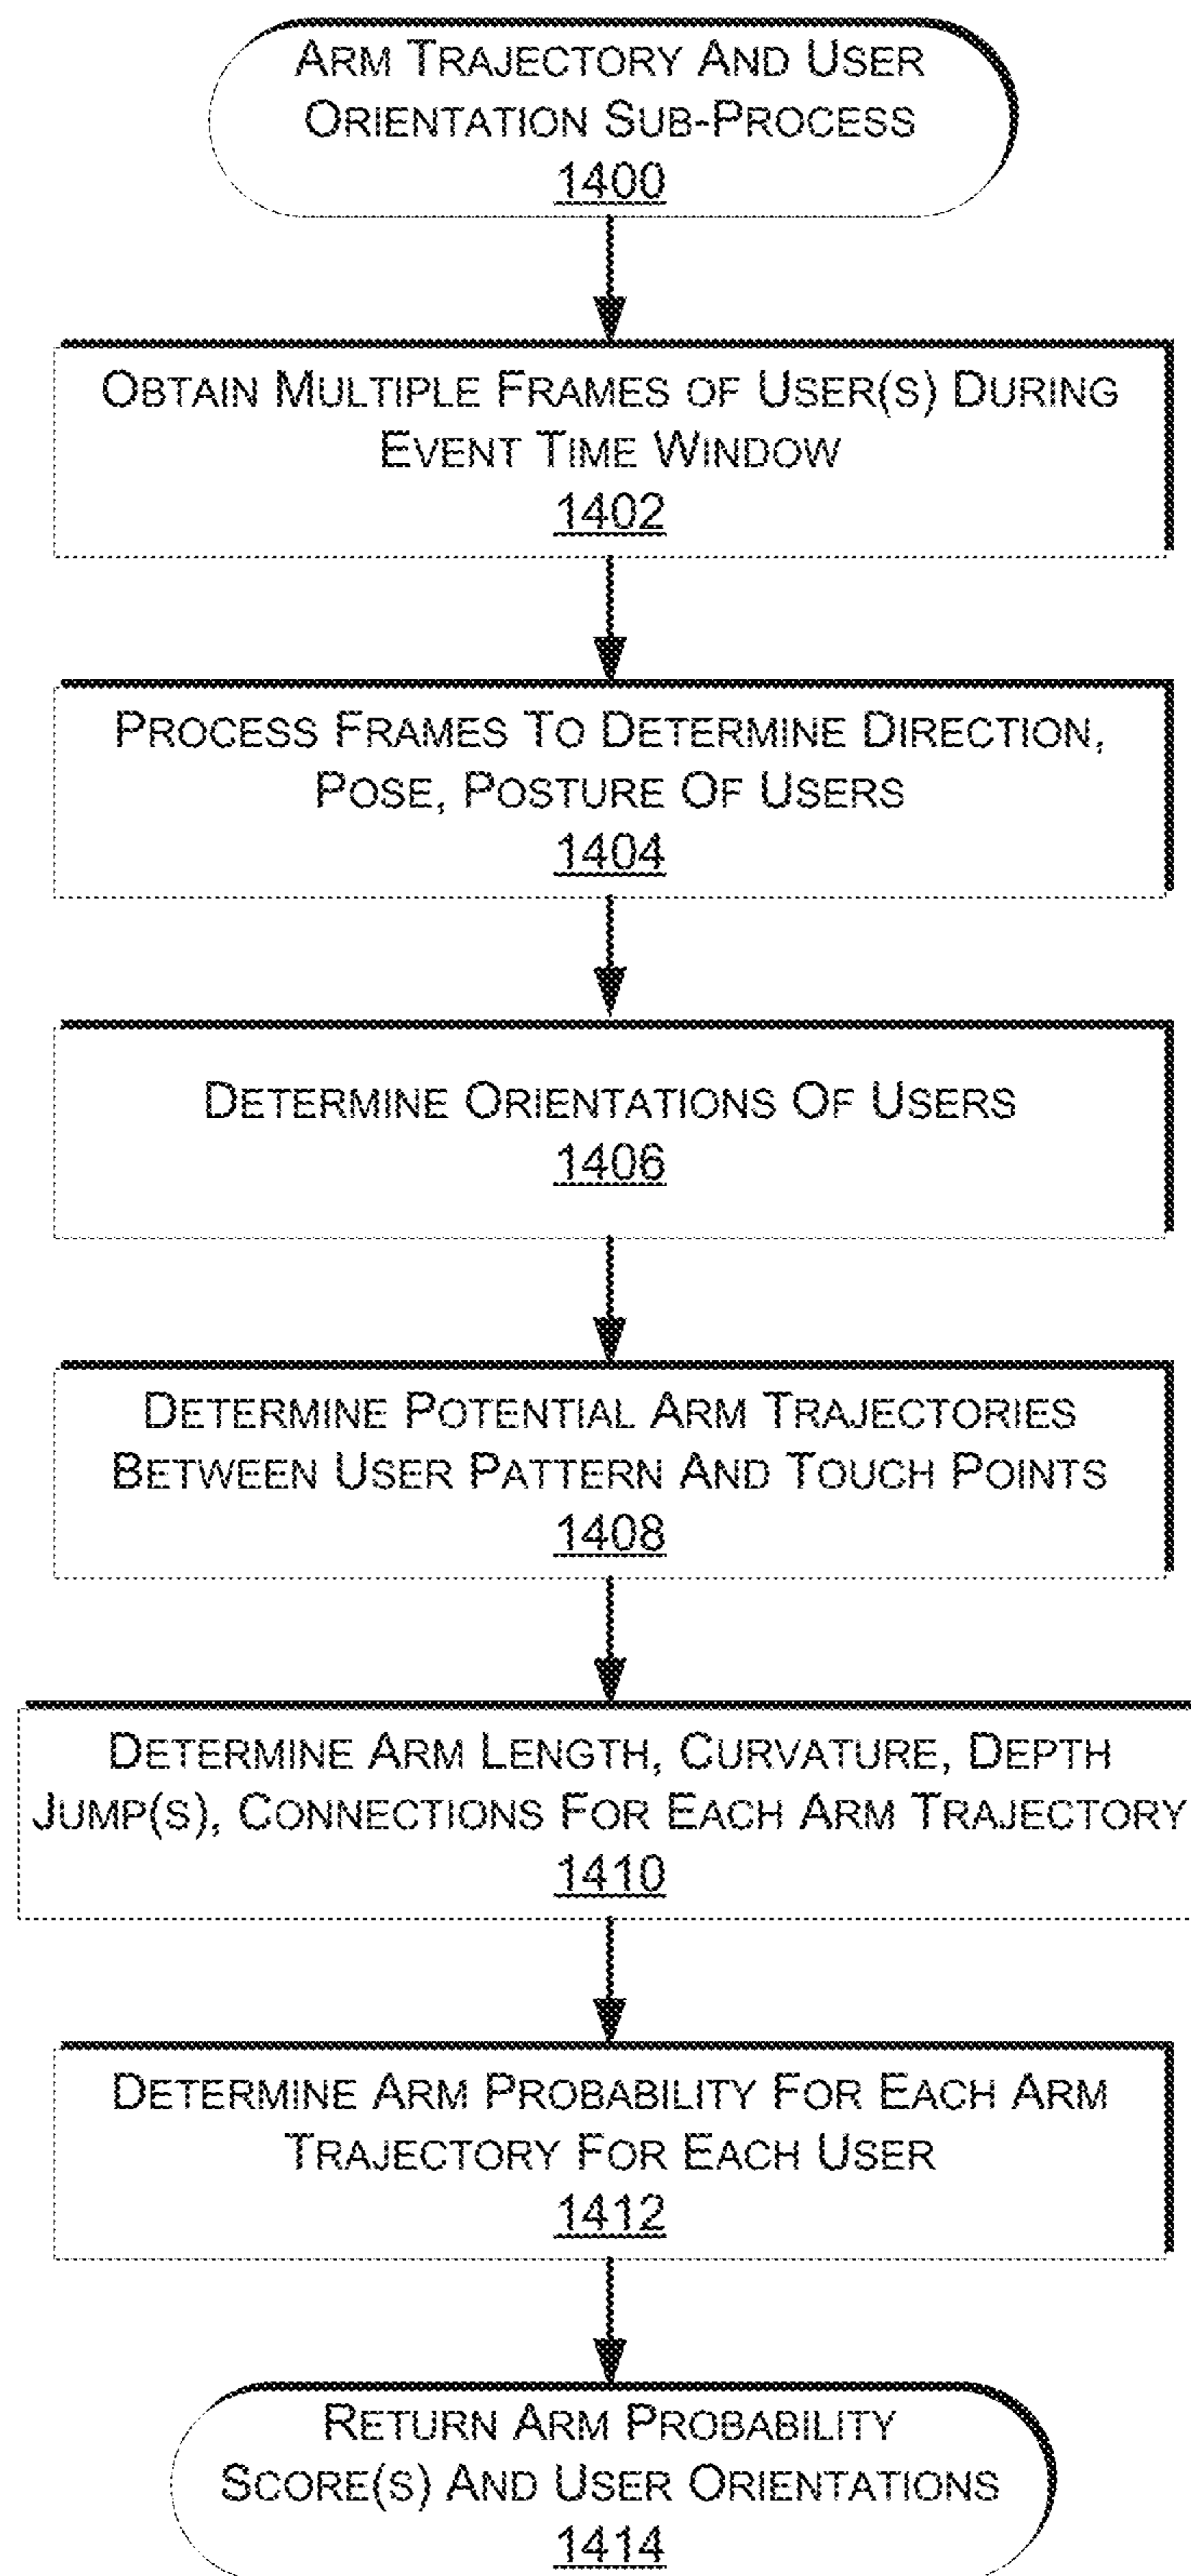 ARM TRAJECTORY AND USER
ORIENTATION SUB-PROCESS
1400
OBTAIN MULTIPLE FRAMES OF USER(S) DURING
EVENT TIME WINDOW
1402
PROCESS FRAMES TO DETERMINE DIRECTION,
POSE, POSTURE OF USERS
1404
DETERMINE ORIENTATIONS OF USERS
1406
DETERMINE POTENTIAL ARM TRAJECTORIES
BETWEEN USER PATTERN AND TOUCH POINTS
1408
DETERMINE ARM LENGTH, CURVATURE, DEPTH
JUMP(S), CONNECTIONS FOR EACH ARM TRAJECTORY
1410
DETERMINE ARM PROBABILITY FOR EACH ARM
TRAJECTORY FOR EACH USER
1412
RETURN ARM PROBABILITY
SCORE(S) AND USER ORIENTATIONS
1414